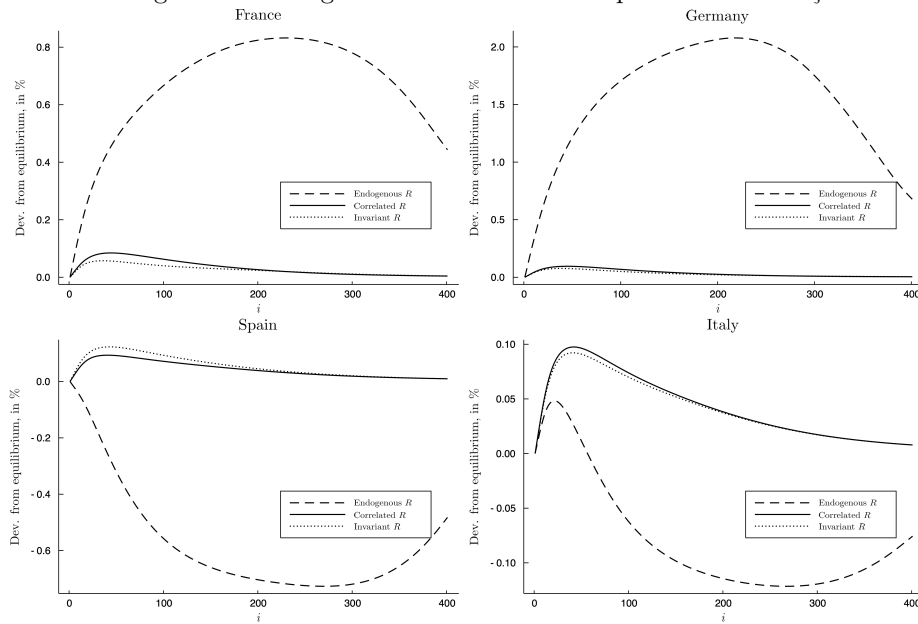 France
Dev. from equilibrium, in %
0.8
0.6
0.4
0.2
0.0
0
100
200
300
400
i
Endogenous R
Correlated R
Invariant R
Germany
Dev. from equilibrium, in %
2.0
1.5
1.0
0.5
0.0
0
100
200
300
400
i
Endogenous R
Correlated R
Invariant R
Spain
Dev. from equilibrium, in %
0.0
-0.2
-0.4
-0.6
0
100
200
300
400
i
Endogenous R
Correlated R
Invariant R
Italy
Dev. from equilibrium, in %
0.10
0.05
0.00
-0.05
-0.10
0
100
200
300
400
i
Endogenous R
Correlated R
Invariant R